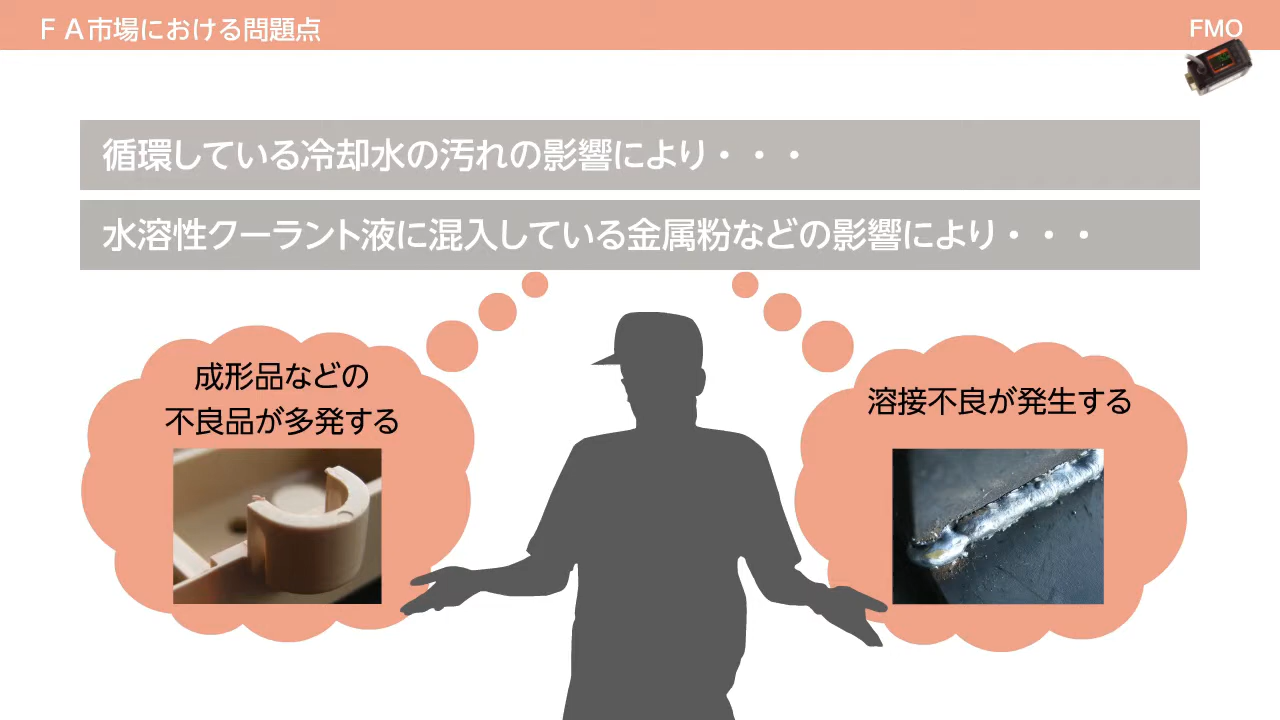 ＦＡ市場における問題点
FMO
循環している冷却水の汚れの影響により・・・
水溶性クーラント液に混入している金属粉などの影響により・・・
成形品などの
不良品が多発する
溶接不良が発生する